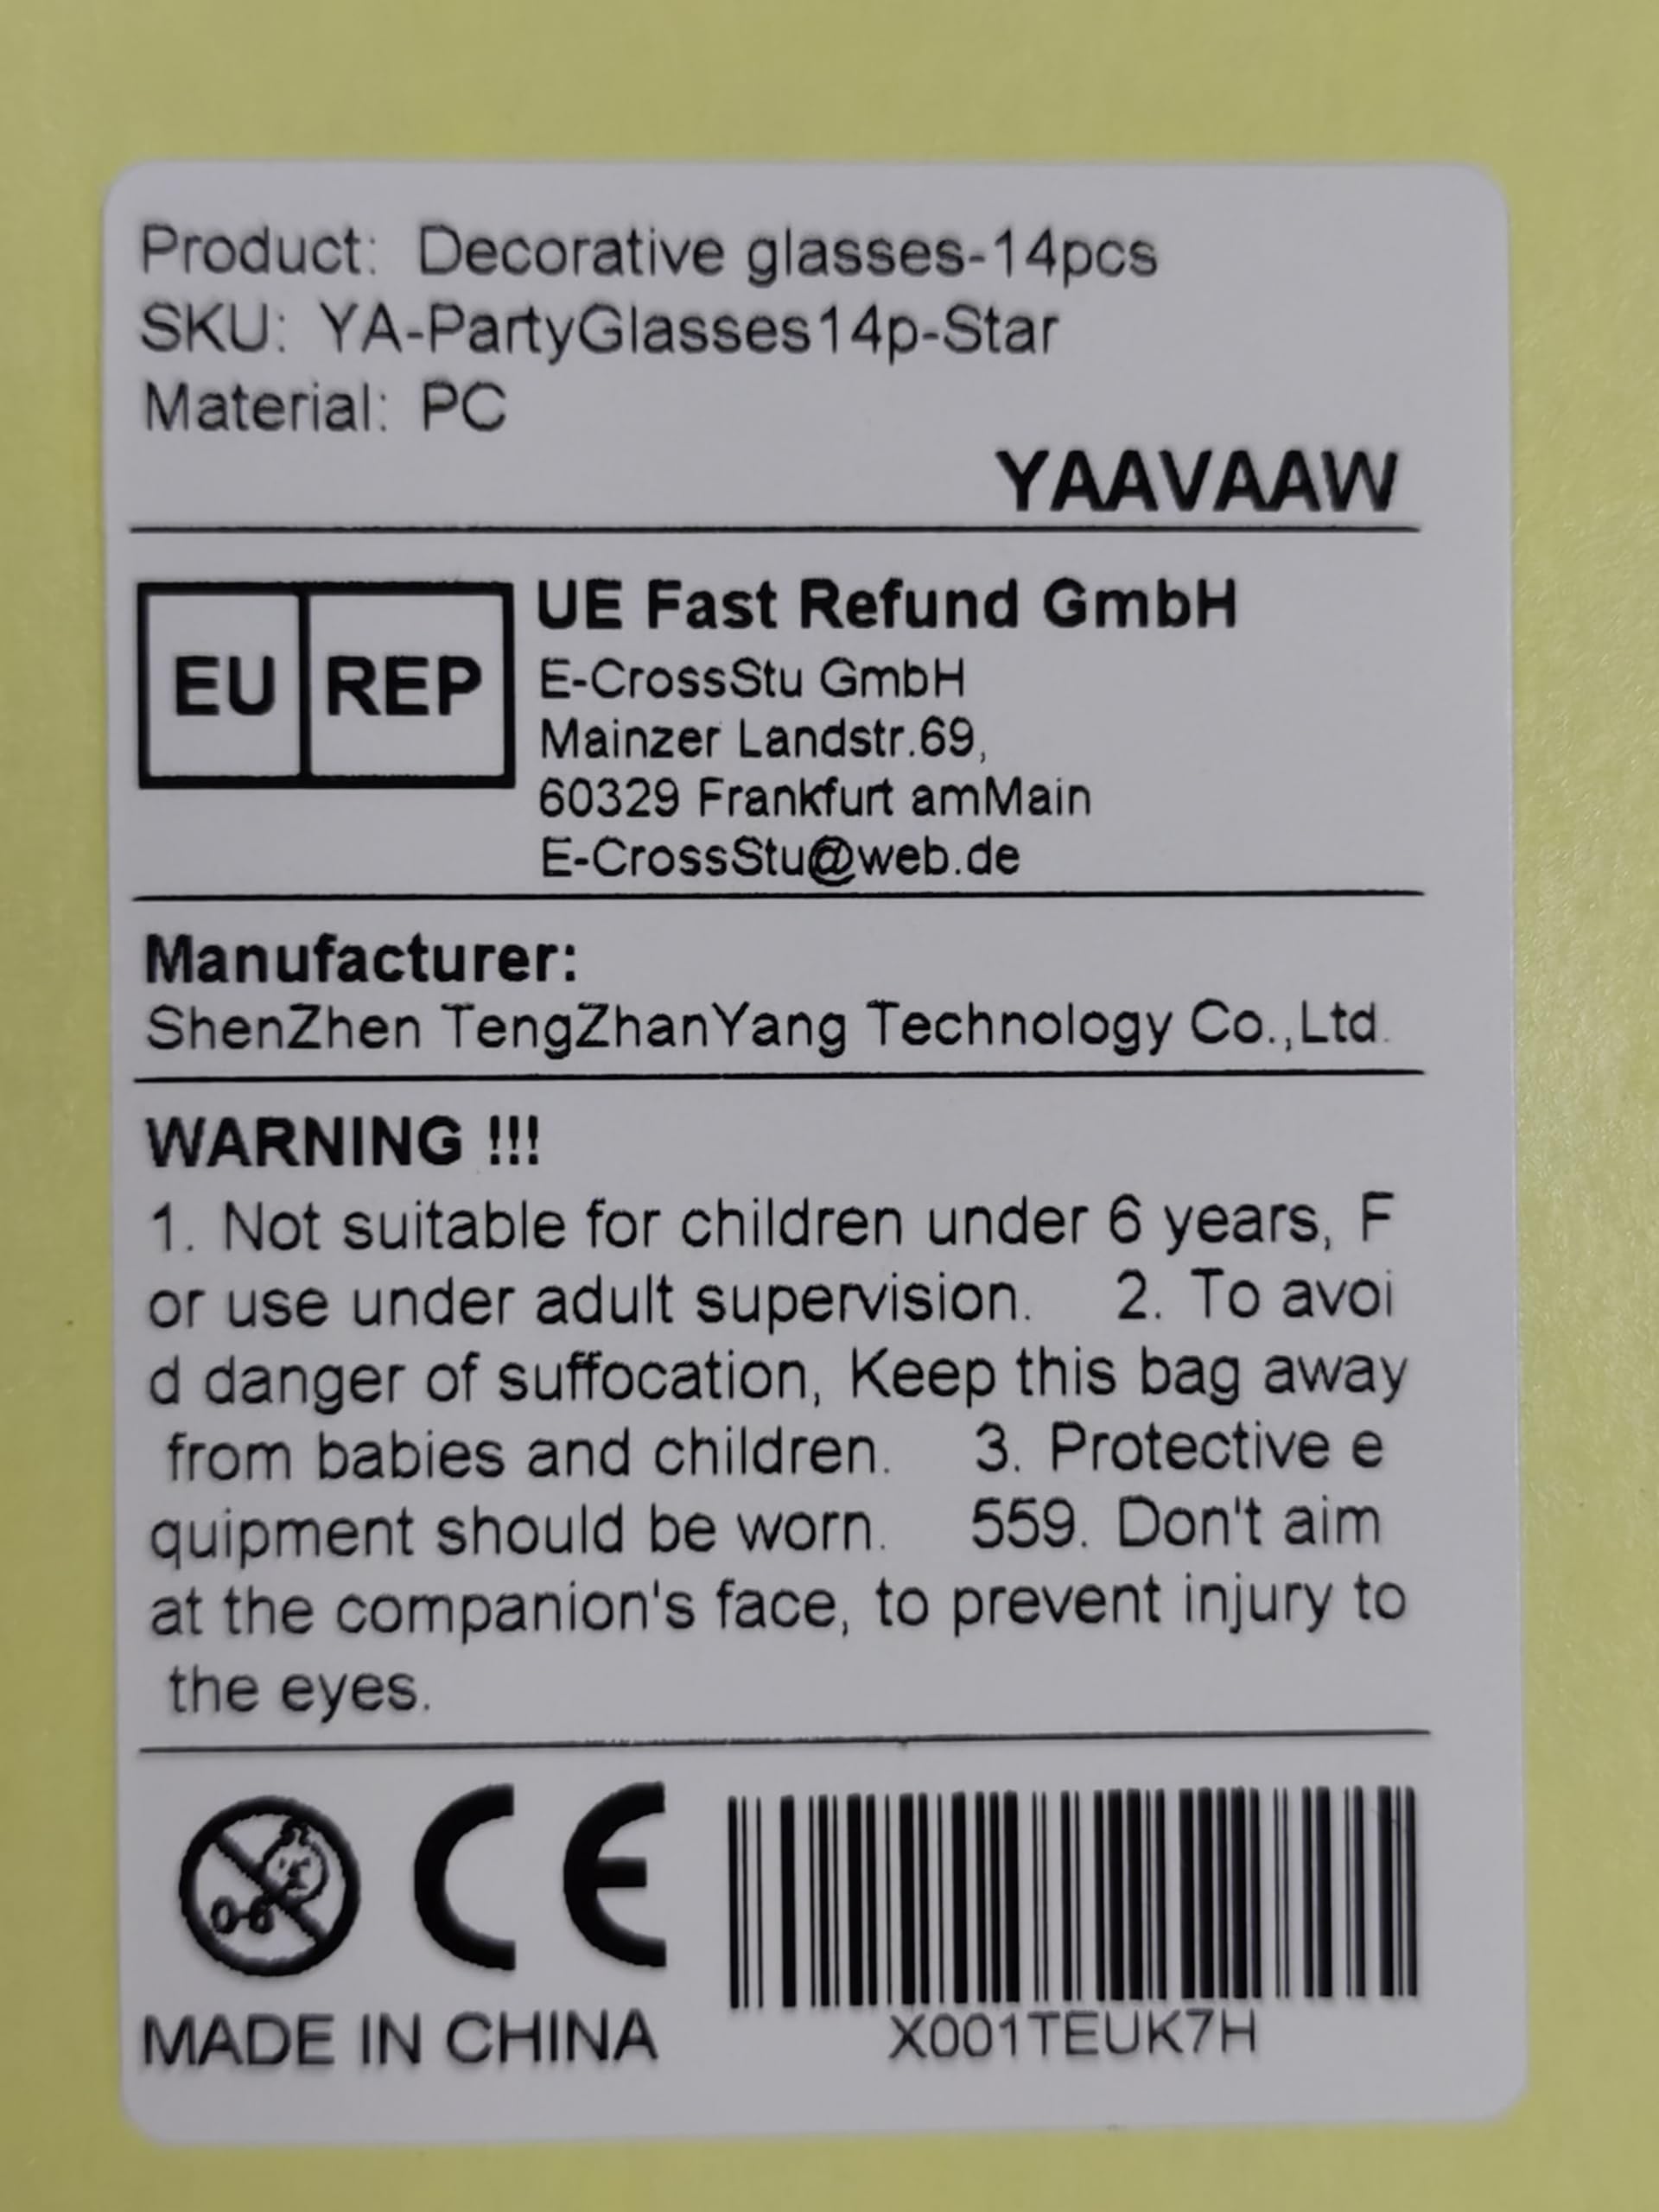 Product: Decorative glasses-14pcs
SKU: YA-PartyGlasses14p-Star
Material: PC
YAAVAAW
EU REP
UE Fast Refund GmbH
E-CrossStu GmbH
Mainzer Landstr.69,
60329 Frankfurt amMain
E-CrossStu@web.de
Manufacturer:
ShenZhen TengZhanYang Technology Co.,Ltd.
WARNING !!!
1. Not suitable for children under 6 years, F
or use under adult supervision. 2. To avoi
d danger of suffocation, Keep this bag away
from babies and children. 3. Protective e
quipment should be worn. 559. Don't aim
at the companion's face, to prevent injury to
the eyes.
0-6
CE
MADE IN CHINA
X001TEUK7H